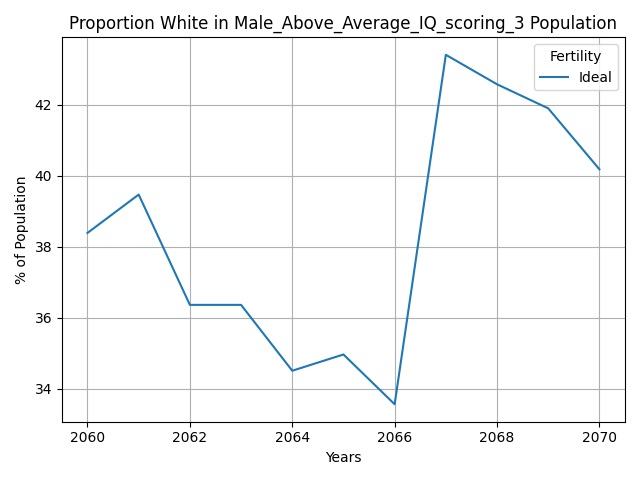 Proportion White in Male_Above_Average_IQ_scoring_3 Population
Fertility
Ideal
% of Population
42
40
38
36
34
2060 2062 2064 2066 2068 2070
Years